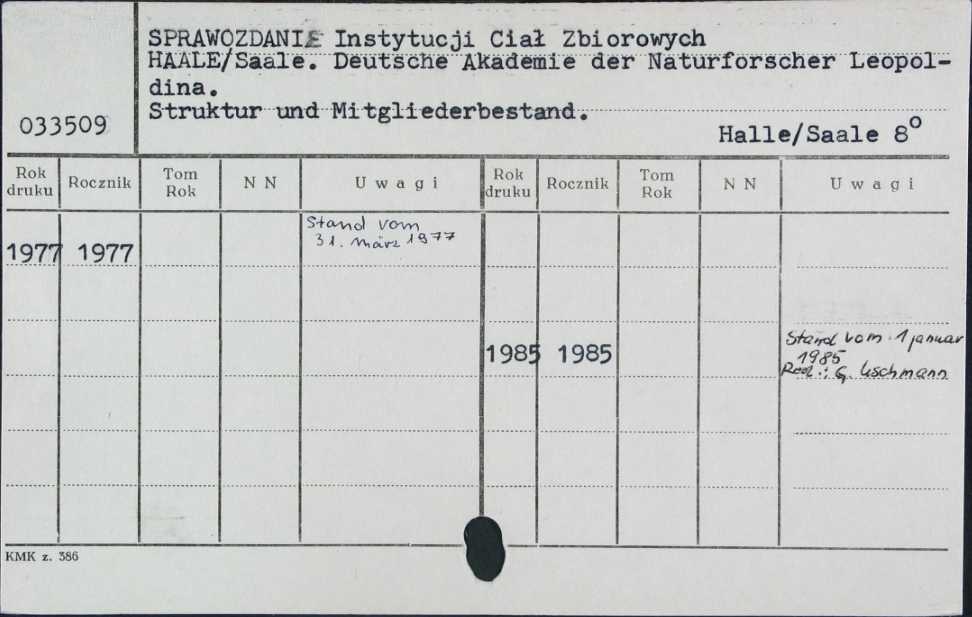 SPRAWOZDANIE Instytucji Ciał Zbiorowych
HAALE/Saale. Deutsche Akademie der Naturforscher Leopol-
dina.
Struktur und Mitgliederbestand.
033509
Halle/Saale 8°
Rok druku Rocznik Tom Rok N N Uwagi Rok druku Rocznik Tom Rok N N Uwagi
Stand vom
31. März 1977
1977 1977
Stand vom 1 januar
1985 1985
1985
Red.: G. Uschmann
KMK z. 386